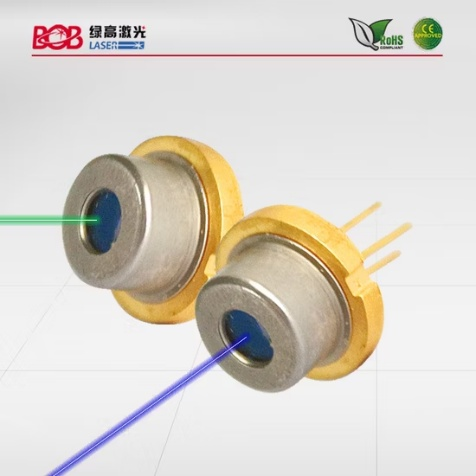 BOB 绿高激光
LASER
RoHS
COMPLIANT
CE
APPROVED